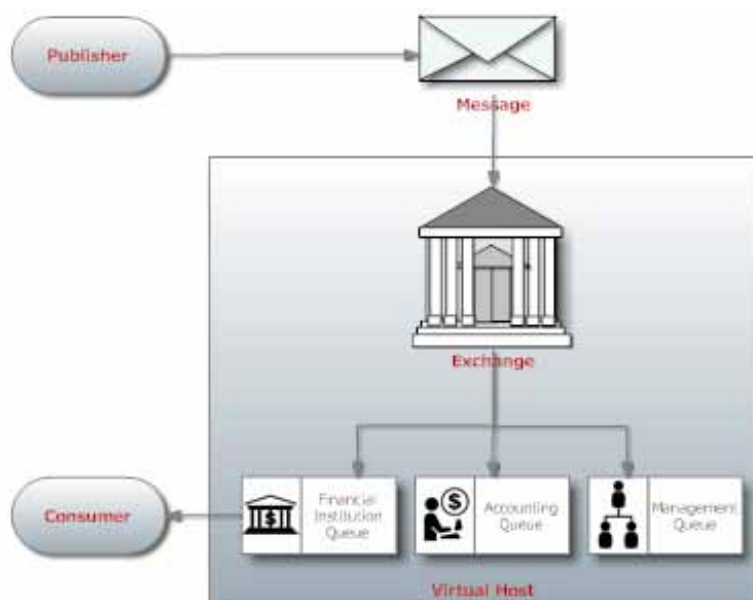 Publisher
Message
Exchange
Financial
Institution
Queue
Accounting
Queue
Management
Queue
Consumer
Virtual Host